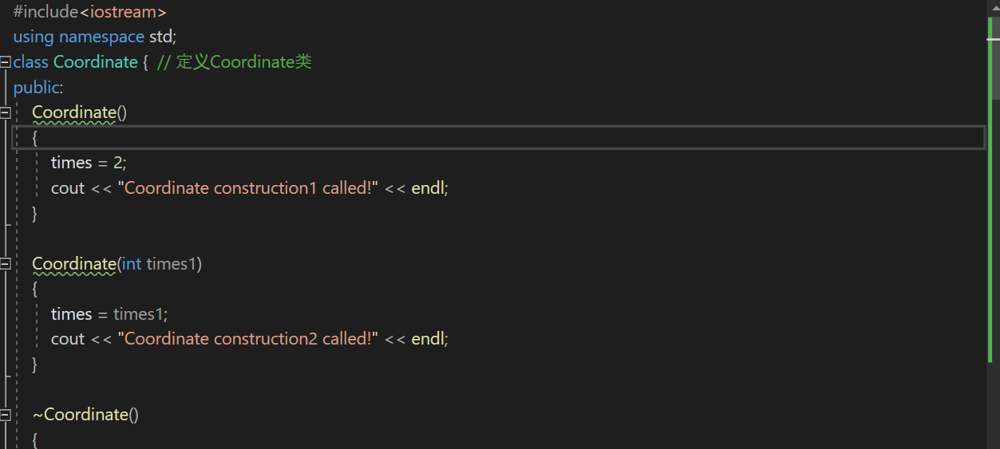 #include<iostream>
using namespace std;
class Coordinate { // 定义Coordinate类
public:
Coordinate()
{
times = 2;
cout << "Coordinate construction1 called!" << endl;
}
Coordinate(int times1)
{
times = times1;
cout << "Coordinate construction2 called!" << endl;
}
~Coordinate()
{